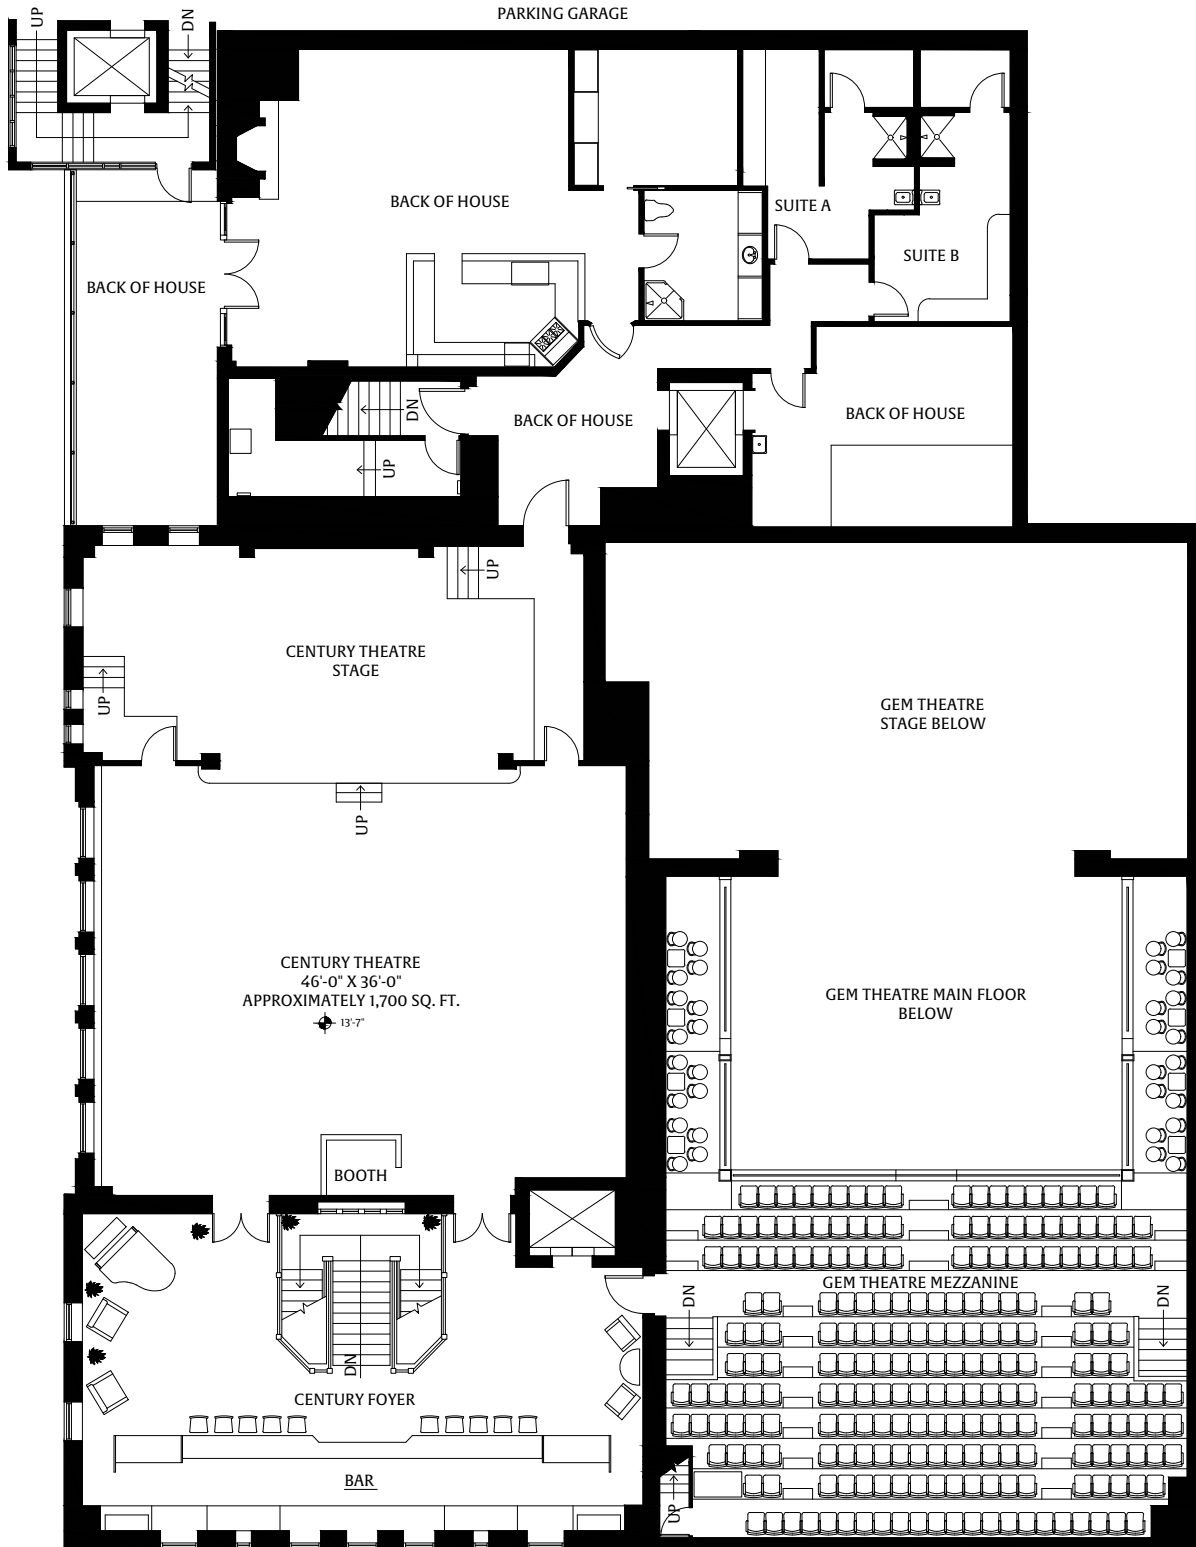 PARKING GARAGE
UP
DN
BACK OF HOUSE
SUITE A
SUITE B
BACK OF HOUSE
DN
BACK OF HOUSE
BACK OF HOUSE
UP
UP
CENTURY THEATRE
STAGE
UP
GEM THEATRE
STAGE BELOW
UP
CENTURY THEATRE
46'-0" X 36'-0"
APPROXIMATELY 1,700 SQ. FT.
13'-7"
GEM THEATRE MAIN FLOOR
BELOW
BOOTH
GEM THEATRE MEZZANINE
DN
DN
DN
CENTURY FOYER
BAR
UP